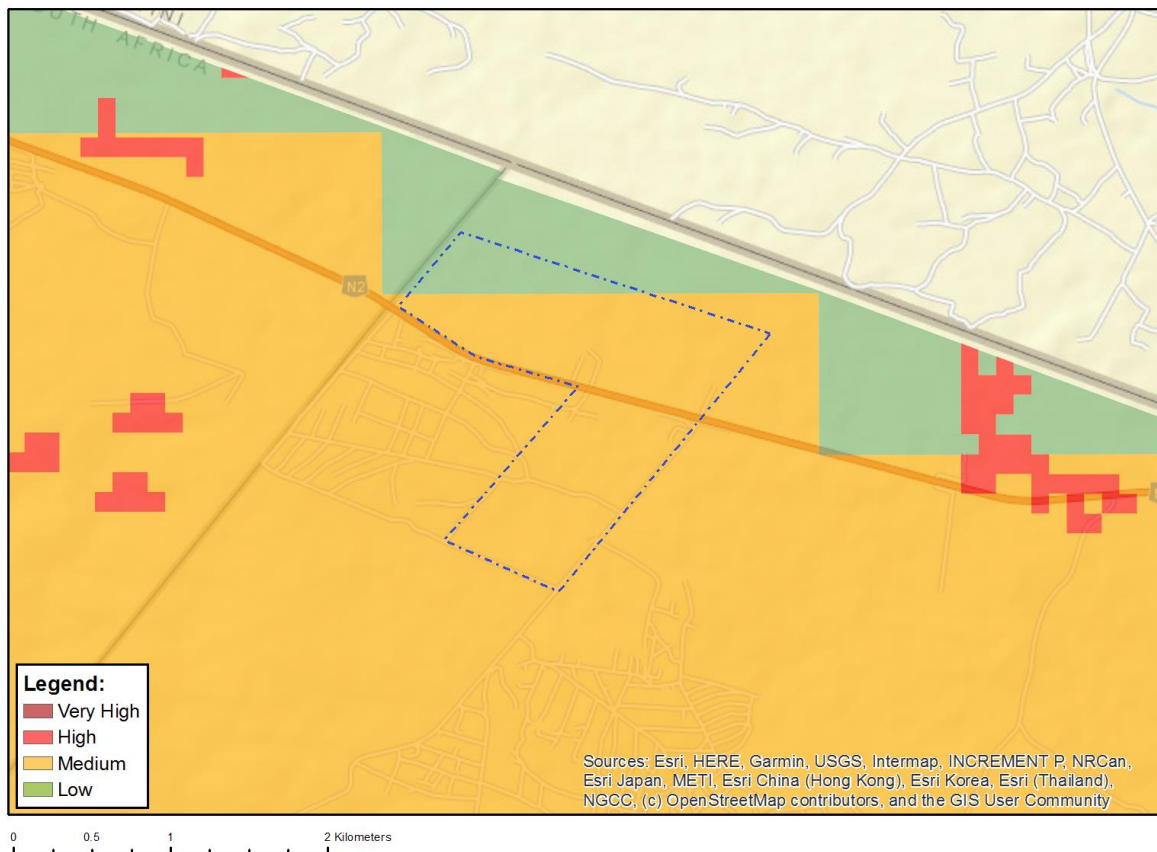 INI
OUTH AFRICA
N2
Legend:
Very High
High
Medium
Low
Sources: Esri, HERE, Garmin, USGS, Intermap, INCREMENT P, NRCan,
Esri Japan, METI, Esri China (Hong Kong), Esri Korea, Esri (Thailand),
NGCC, (c) OpenStreetMap contributors, and the GIS User Community
0 0.5 1 2 Kilometers